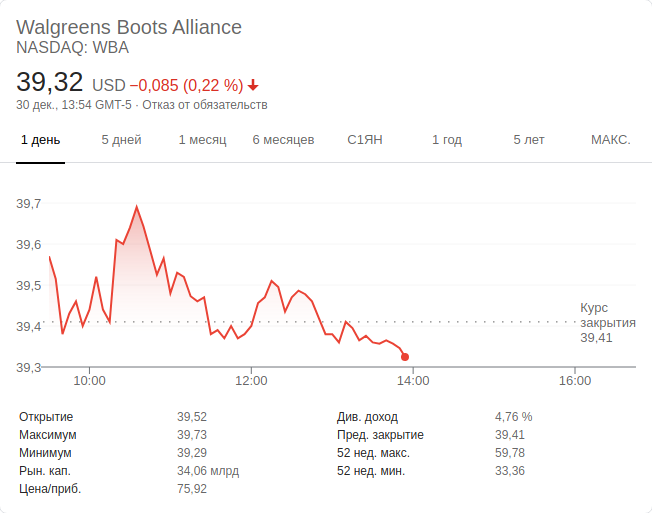 Walgreens Boots Alliance
NASDAQ: WBA
39,32 USD −0,085 (0,22 %)
30 дек., 13:54 GMT-5 · Отказ от обязательств
1 день 5 дней 1 месяц 6 месяцев С1ЯН 1 год 5 лет МАКС.
39,7
39,6
39,5
39,4
39,3
Курс
закрытия
39,41
10:00 12:00 14:00 16:00
Открытие 39,52 Див. доход 4,76 %
Максимум 39,73 Пред. закрытие 39,41
Минимум 39,29 52 нед. макс. 59,78
Рын. кап. 34,06 млрд 52 нед. мин. 33,36
Цена/приб. 75,92